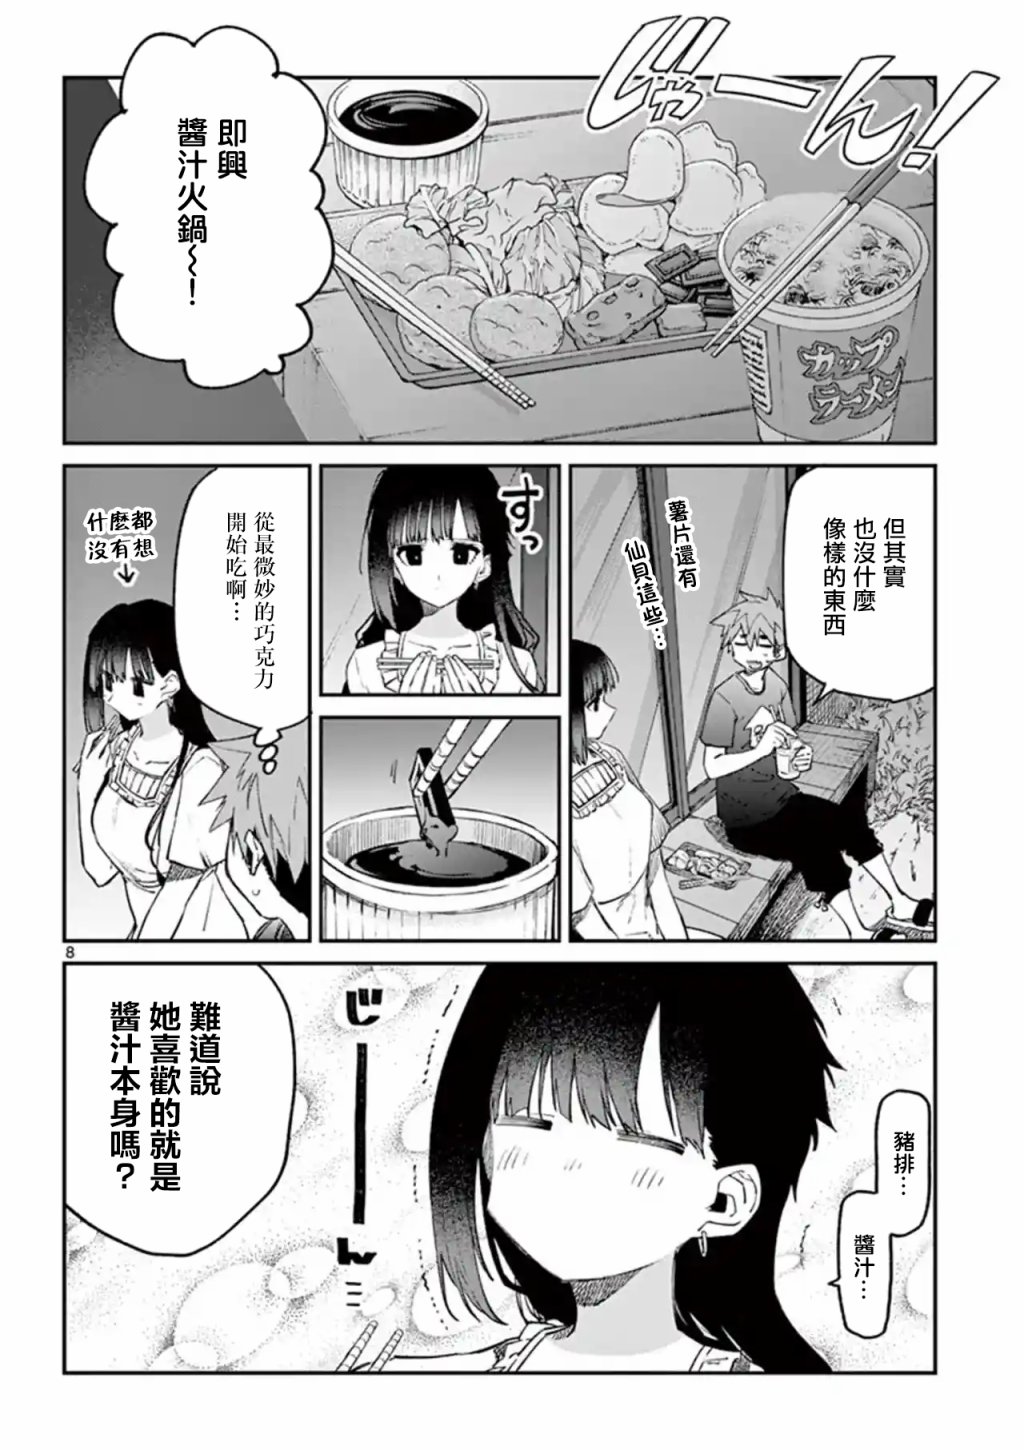 じゃーん！
即興
醬汁火鍋～！
カップ
ラーメン
但其實
也沒什麼
像樣的東西
薯片還有
仙貝這些…
すっ
從最微妙的巧克力
開始吃啊…
什麼都
沒有想
8
豬排…
醬汁…
じーーん
難道說
她喜歡的就是
醬汁本身嗎？